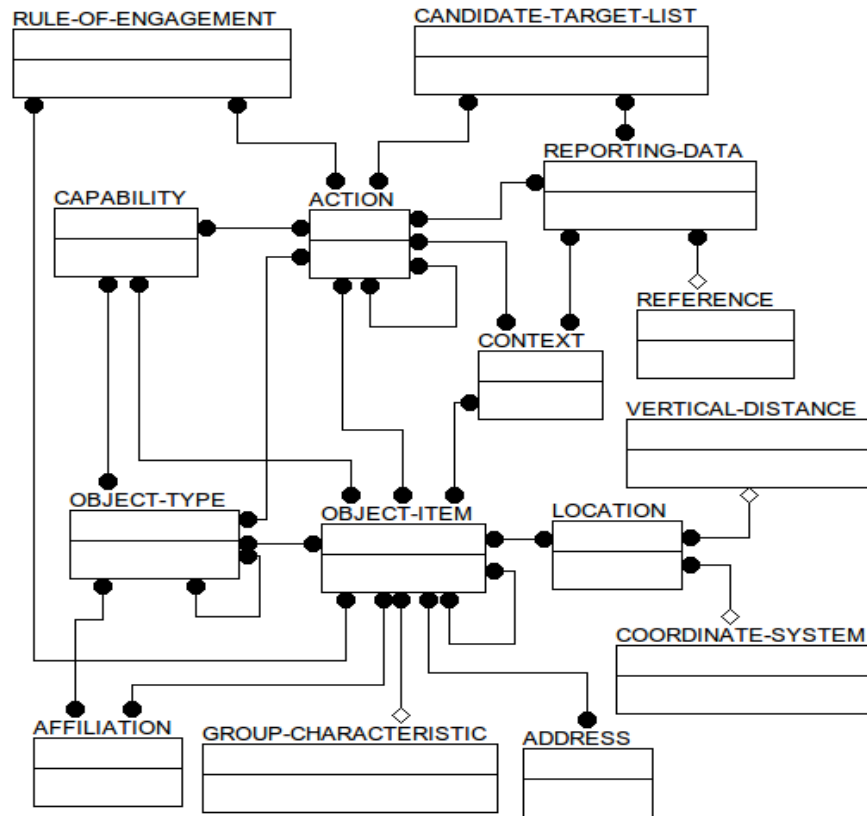 RULE-OF-ENGAGEMENT
CANDIDATE-TARGET-LIST
REPORTING-DATA
CAPABILITY
ACTION
REFERENCE
CONTEXT
VERTICAL-DISTANCE
OBJECT-TYPE
OBJECT-ITEM
LOCATION
COORDINATE-SYSTEM
AFFILIATION
GROUP-CHARACTERISTIC
ADDRESS